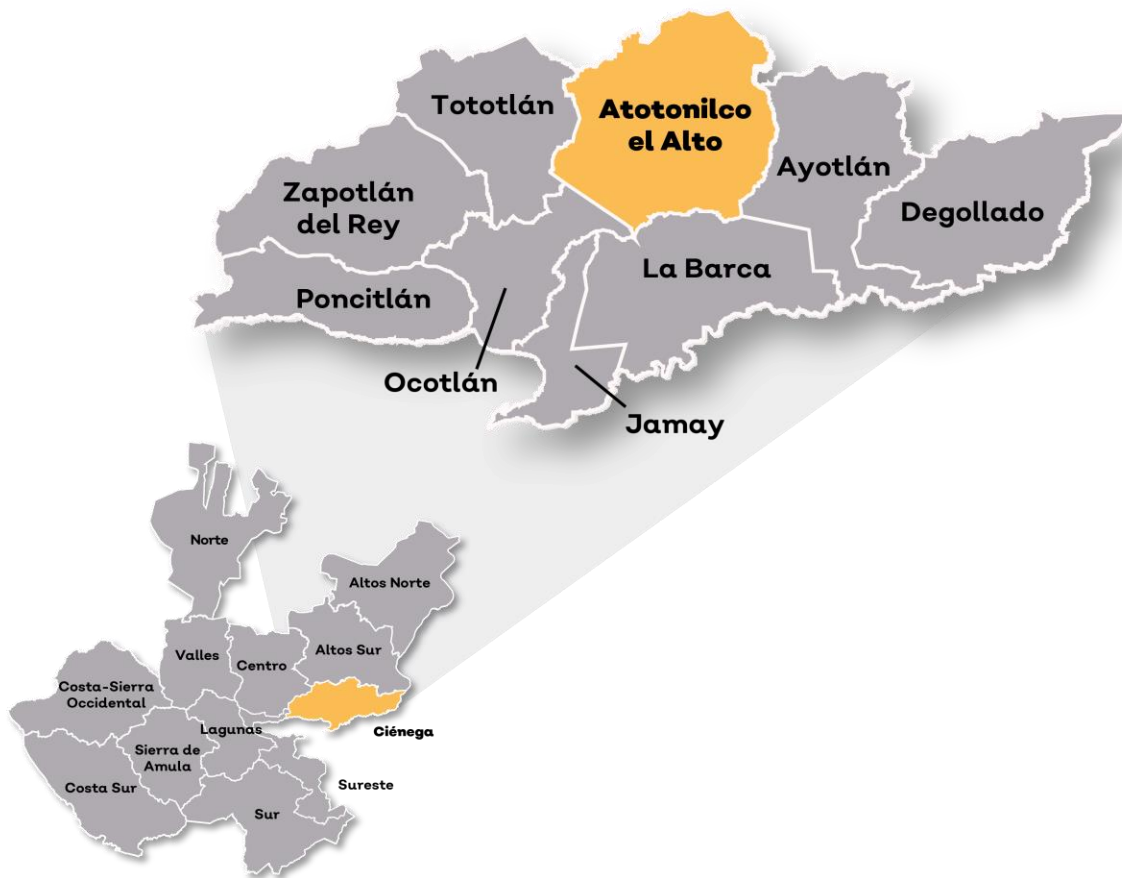 Tototlán
Atotonilco
el Alto
Ayotlán
Zapotlán
del Rey
Degollado
La Barca
Poncitlán
Ocotlán
Jamay
Norte
Altos Norte
Valles
Centro
Altos Sur
Costa-Sierra
Occidental
Lagunas
Ciénega
Sierra de
Amula
Costa Sur
Sureste
Sur